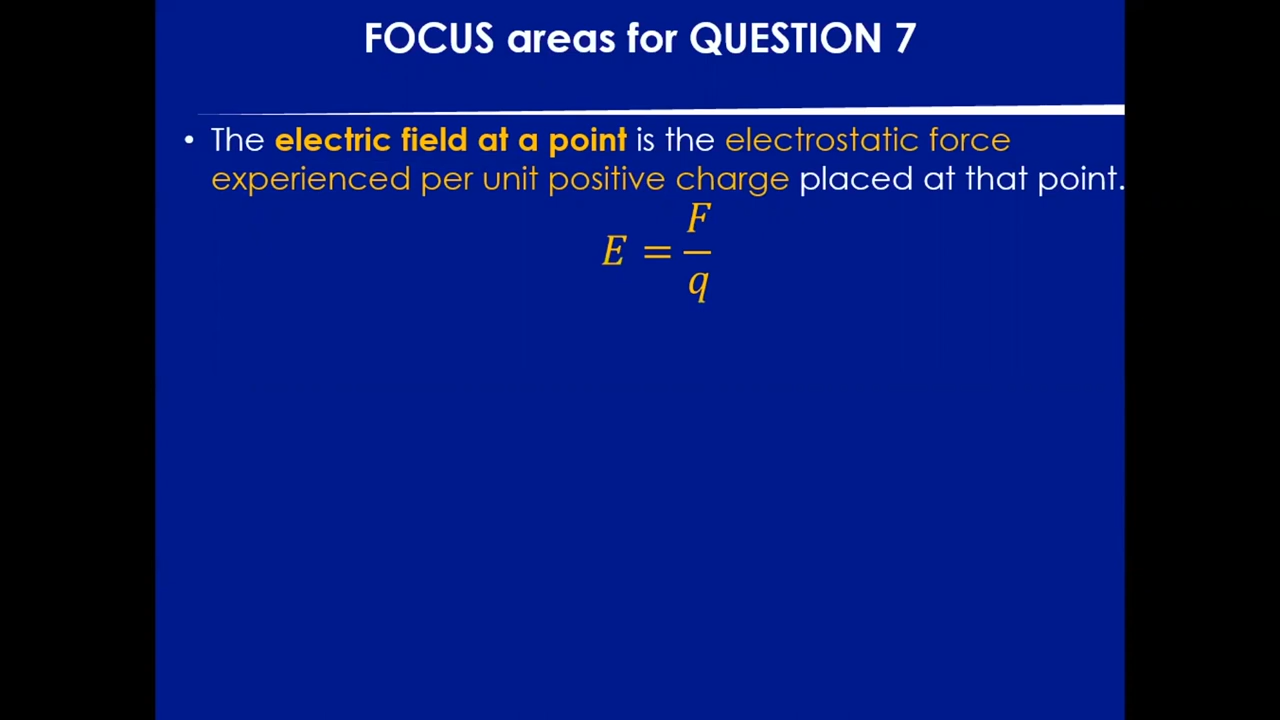 FOCUS areas for QUESTION 7
• The electric field at a point is the electrostatic force
experienced per unit positive charge placed at that point.
E = F/q